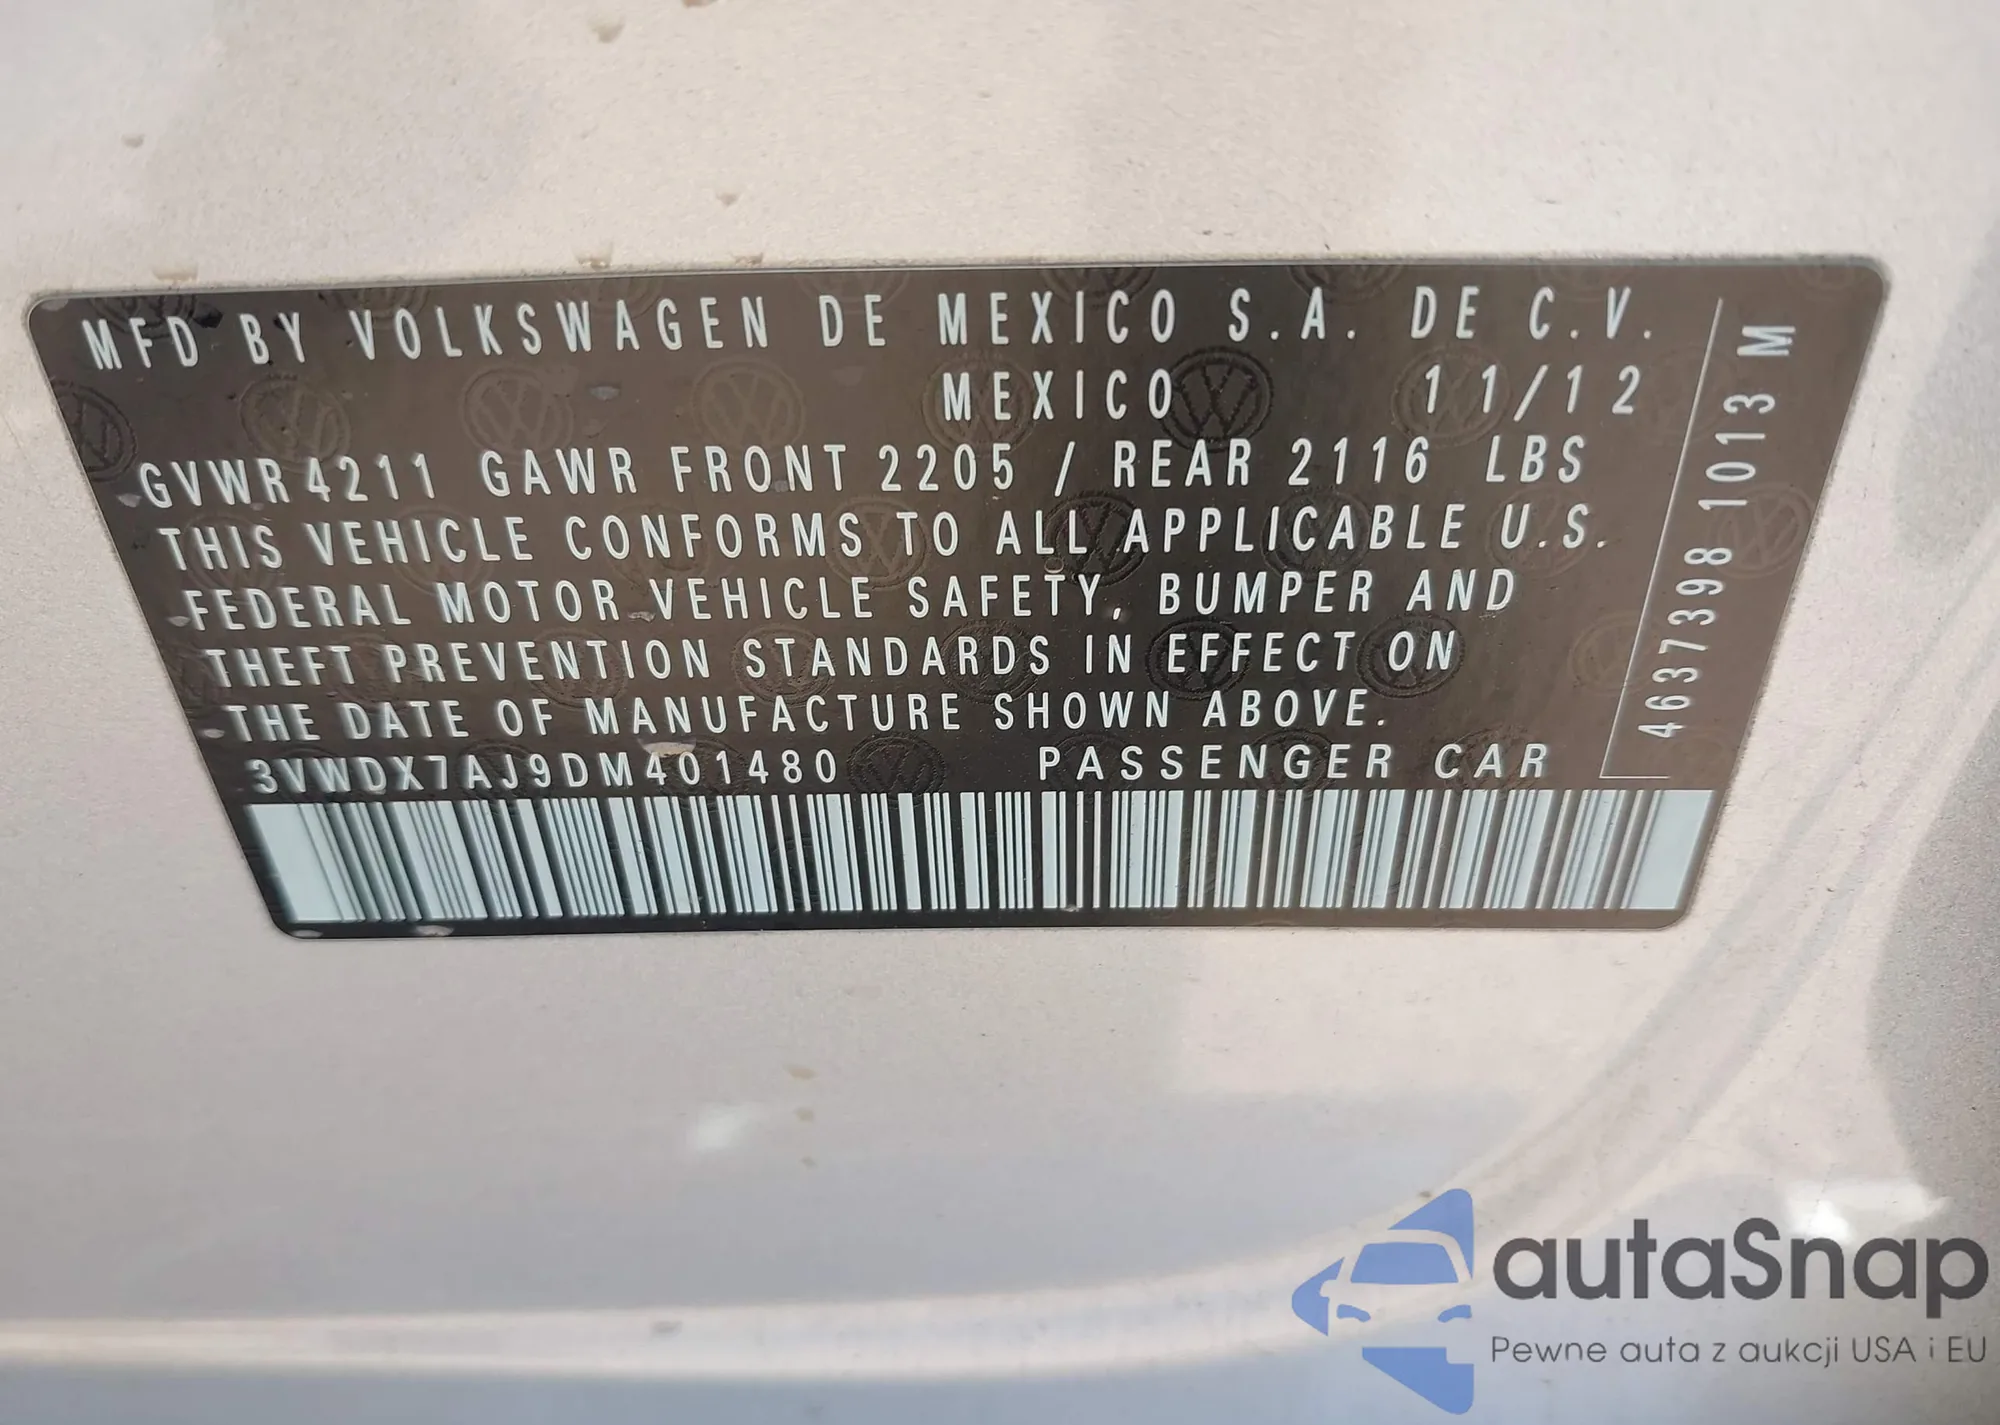 MFD BY VOLKSWAGEN DE MEXICO S.A. DE C.V.
MEXICO 11/12
GVWR 4211 GAWR FRONT 2205 / REAR 2116 LBS
THIS VEHICLE CONFORMS TO ALL APPLICABLE U.S.
FEDERAL MOTOR VEHICLE SAFETY, BUMPER AND
THEFT PREVENTION STANDARDS IN EFFECT ON
THE DATE OF MANUFACTURE SHOWN ABOVE.
3VWDX7AJ9DM401480 PASSENGER CAR
4637398 1013 M
autaSnap
Pewne auta z aukcji USA i EU